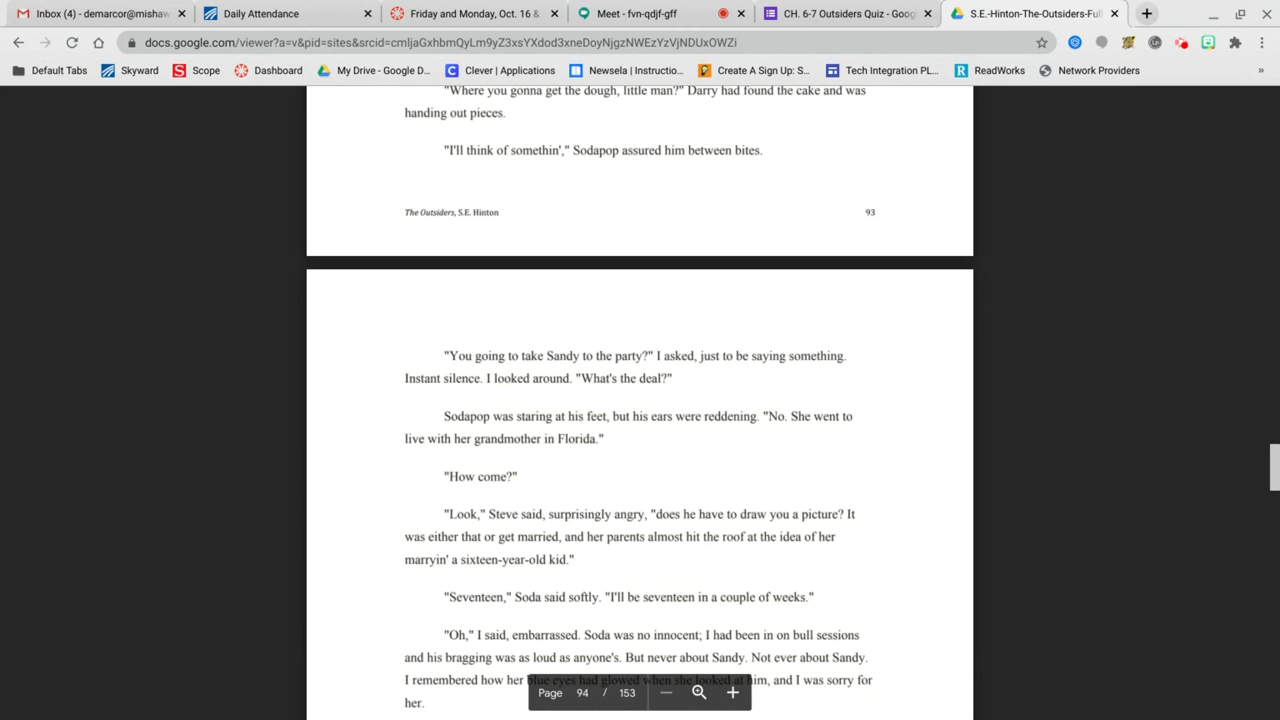 Inbox (4) - demarcor@mishaw
Daily Attendance
Friday and Monday, Oct. 16 &
Meet - fvn-qdjf-gff
CH. 6-7 Outsiders Quiz - Goog
S.E.-Hinton-The-Outsiders-Full
docs.google.com/viewer?a=v&pid=sites&srcid=cmljaGxhbmQyLm9yZ3xsYXdod3xneDoyNjgzNWEzYzVjNDUxOWZi
Default Tabs
Skyward
Scope
Dashboard
My Drive - Google D...
Clever | Applications
Newsela | Instructio...
Create A Sign Up: S...
Tech Integration PL...
ReadWorks
Network Providers
»
"Where you gonna get the dough, little man?" Darry had found the cake and was
handing out pieces.
"I'll think of somethin'," Sodapop assured him between bites.
The Outsiders, S.E. Hinton 93
"You going to take Sandy to the party?" I asked, just to be saying something.
Instant silence. I looked around. "What's the deal?"
Sodapop was staring at his feet, but his ears were reddening. "No. She went to
live with her grandmother in Florida."
"How come?"
"Look," Steve said, surprisingly angry, "does he have to draw you a picture? It
was either that or get married, and her parents almost hit the roof at the idea of her
marryin' a sixteen-year-old kid."
"Seventeen," Soda said softly. "I'll be seventeen in a couple of weeks."
"Oh," I said, embarrassed. Soda was no innocent; I had been in on bull sessions
and his bragging was as loud as anyone's. But never about Sandy. Not ever about Sandy.
I remembered how her blue eyes had glowed when she looked at him, and I was sorry for
her.
Page 94 / 153